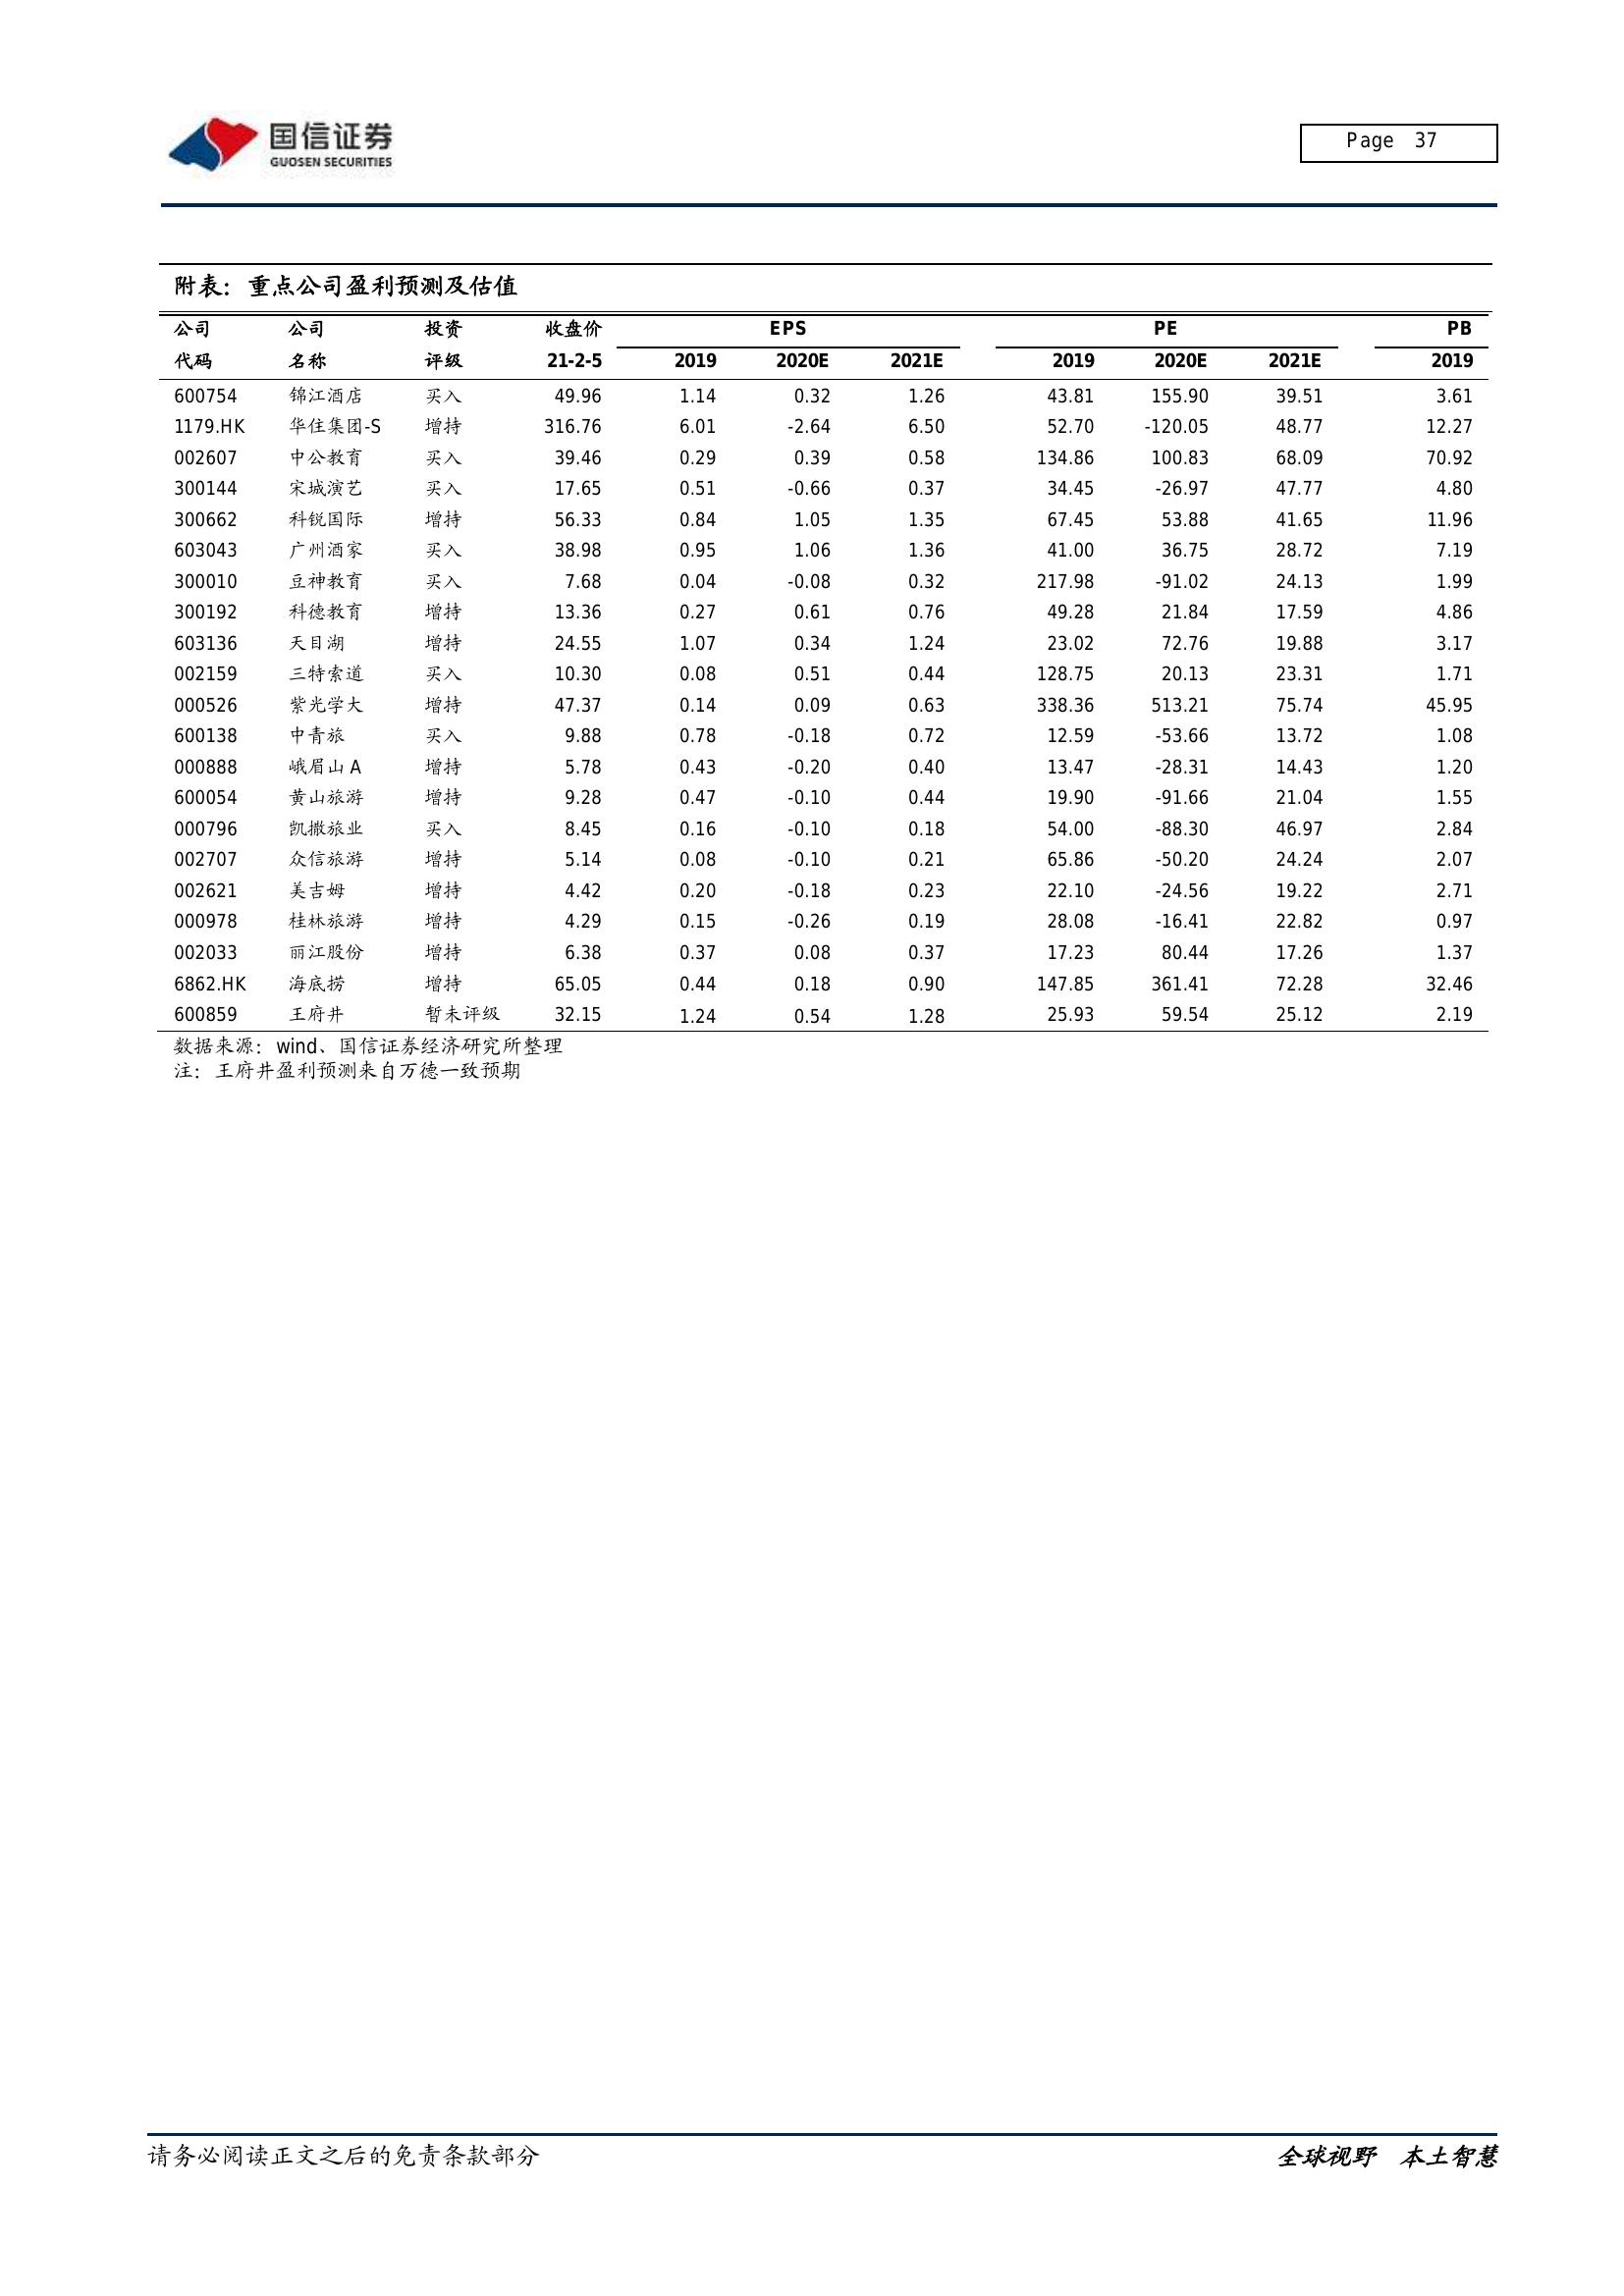 国信证券
GUOSEN SECURITIES
Page 37
附表：重点公司盈利预测及估值
公司 公司 投资 收盘价 EPS PE PB
代码 名称 评级 21-2-5 2019 2020E 2021E 2019 2020E 2021E 2019
600754 锦江酒店 买入 49.96 1.14 0.32 1.26 43.81 155.90 39.51 3.61
1179.HK 华住集团-S 增持 316.76 6.01 -2.64 6.50 52.70 -120.05 48.77 12.27
002607 中公教育 买入 39.46 0.29 0.39 0.58 134.86 100.83 68.09 70.92
300144 宋城演艺 买入 17.65 0.51 -0.66 0.37 34.45 -26.97 47.77 4.80
300662 科锐国际 增持 56.33 0.84 1.05 1.35 67.45 53.88 41.65 11.96
603043 广州酒家 买入 38.98 0.95 1.06 1.36 41.00 36.75 28.72 7.19
300010 豆神教育 买入 7.68 0.04 -0.08 0.32 217.98 -91.02 24.13 1.99
300192 科德教育 增持 13.36 0.27 0.61 0.76 49.28 21.84 17.59 4.86
603136 天目湖 增持 24.55 1.07 0.34 1.24 23.02 72.76 19.88 3.17
002159 三特索道 买入 10.30 0.08 0.51 0.44 128.75 20.13 23.31 1.71
000526 紫光学大 增持 47.37 0.14 0.09 0.63 338.36 513.21 75.74 45.95
600138 中青旅 买入 9.88 0.78 -0.18 0.72 12.59 -53.66 13.72 1.08
000888 峨眉山 A 增持 5.78 0.43 -0.20 0.40 13.47 -28.31 14.43 1.20
600054 黄山旅游 增持 9.28 0.47 -0.10 0.44 19.90 -91.66 21.04 1.55
000796 凯撒旅业 买入 8.45 0.16 -0.10 0.18 54.00 -88.30 46.97 2.84
002707 众信旅游 增持 5.14 0.08 -0.10 0.21 65.86 -50.20 24.24 2.07
002621 美吉姆 增持 4.42 0.20 -0.18 0.23 22.10 -24.56 19.22 2.71
000978 桂林旅游 增持 4.29 0.15 -0.26 0.19 28.08 -16.41 22.82 0.97
002033 丽江股份 增持 6.38 0.37 0.08 0.37 17.23 80.44 17.26 1.37
6862.HK 海底捞 增持 65.05 0.44 0.18 0.90 147.85 361.41 72.28 32.46
600859 王府井 暂未评级 32.15 1.24 0.54 1.28 25.93 59.54 25.12 2.19
数据来源：wind、国信证券经济研究所整理
注：王府井盈利预测来自万德一致预期
请务必阅读正文之后的免责条款部分 全球视野 本土智慧